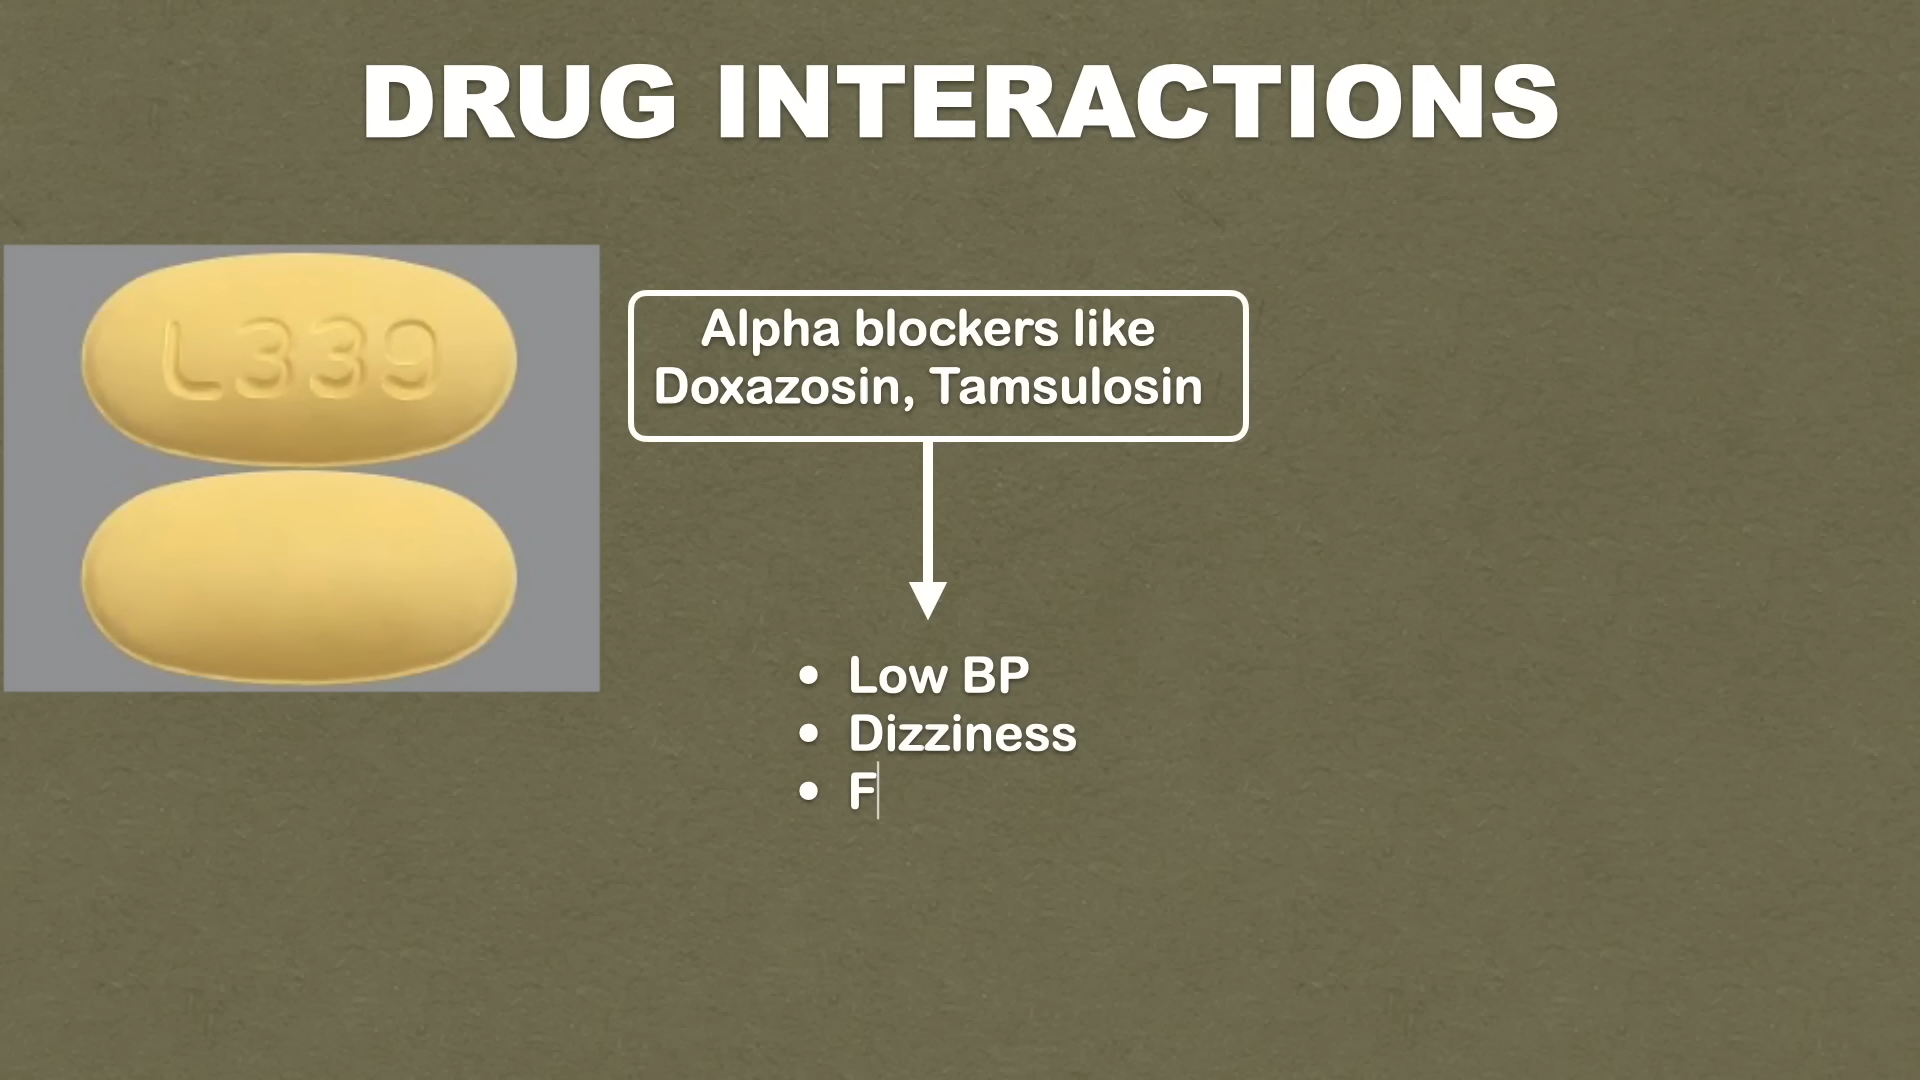 DRUG INTERACTIONS
L339
Alpha blockers like
Doxazosin, Tamsulosin
• Low BP
• Dizziness
• F